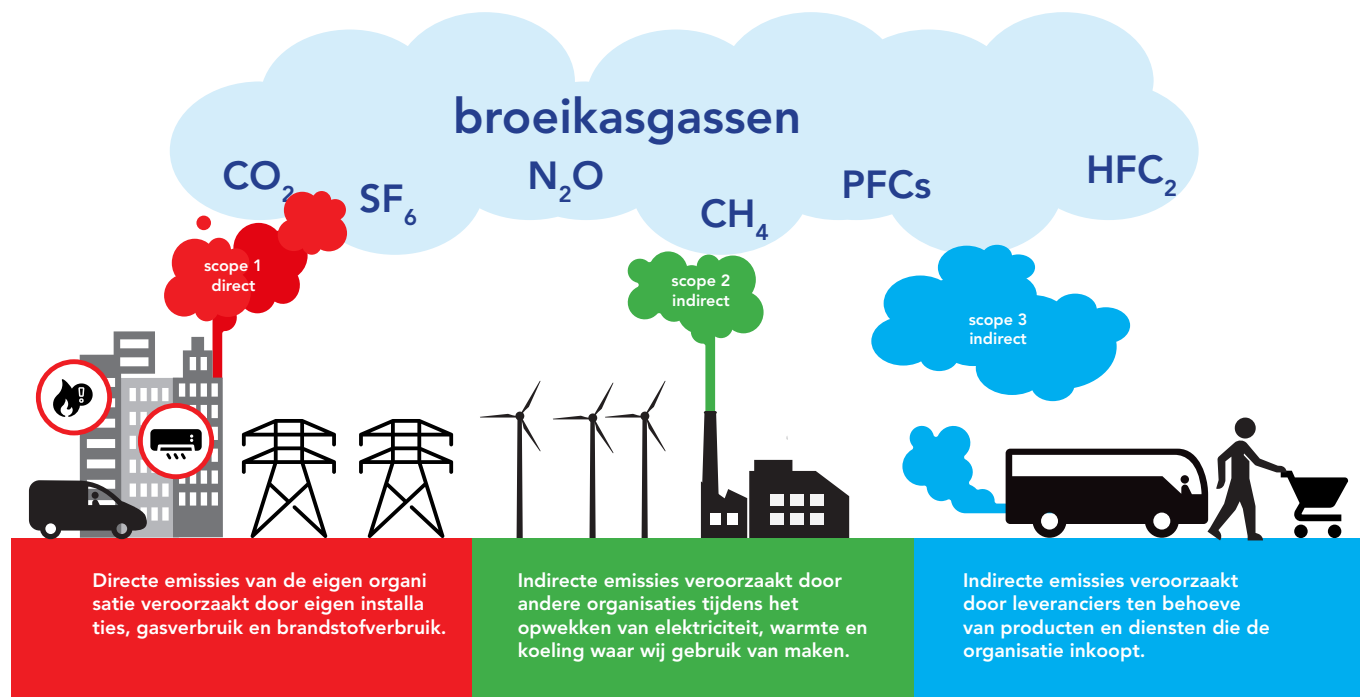 broeikasgassen
CO₂
SF₆
N₂O
CH₄
PFCs
HFC₂
scope 1
direct
scope 2
indirect
scope 3
indirect
Directe emissies van de eigen organi
satie veroorzaakt door eigen installa
ties, gasverbruik en brandstofverbruik.
Indirecte emissies veroorzaakt door
andere organisaties tijdens het
opwekken van elektriciteit, warmte en
koeling waar wij gebruik van maken.
Indirecte emissies veroorzaakt
door leveranciers ten behoeve
van producten en diensten die de
organisatie inkoopt.